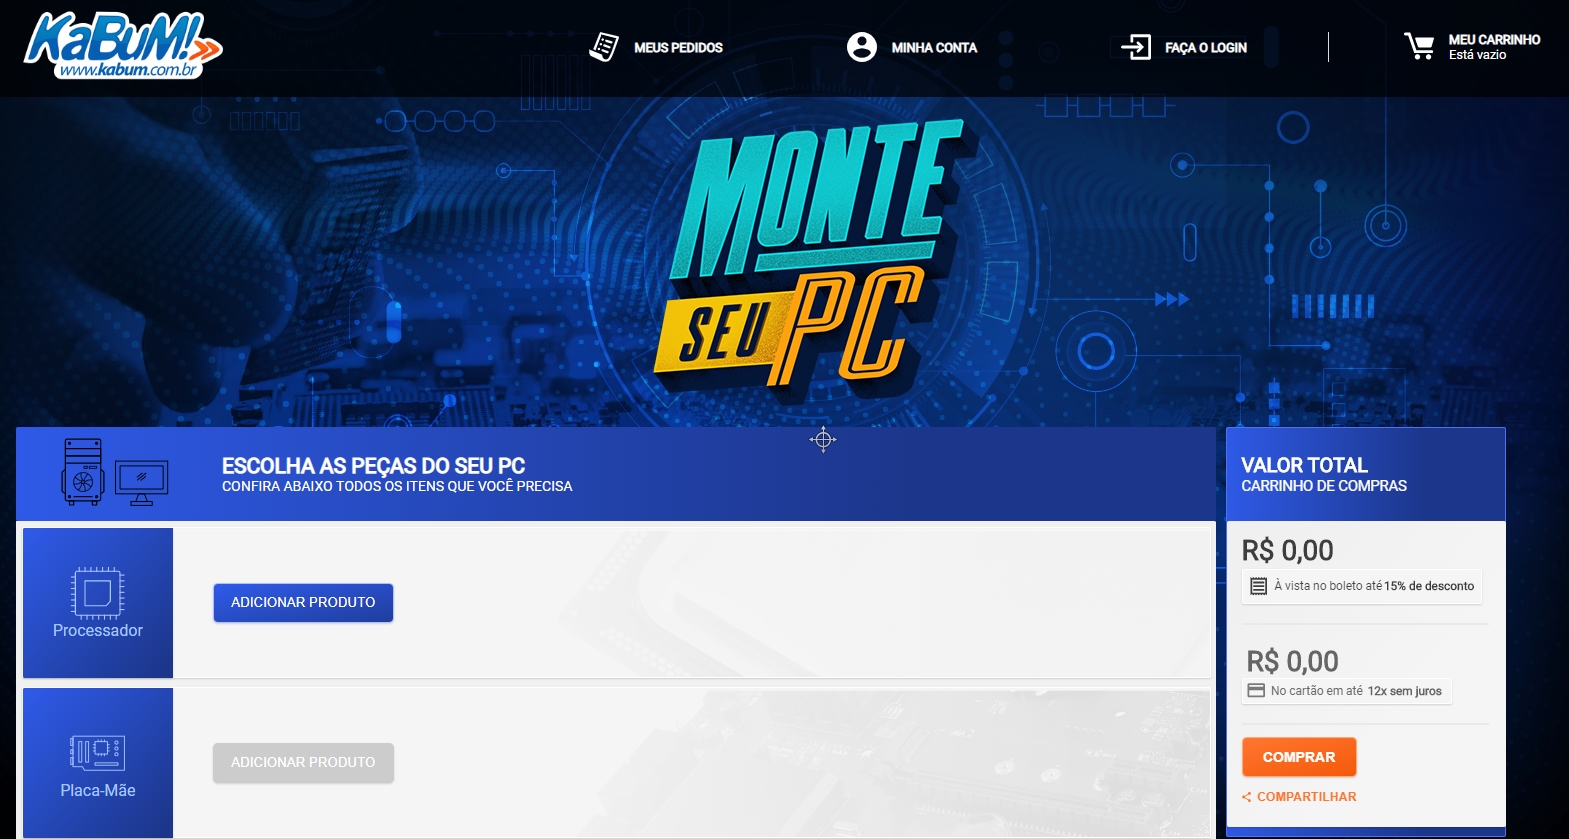 KaBuM!
www.kabum.com.br
MEUS PEDIDOS
MINHA CONTA
FAÇA O LOGIN
MEU CARRINHO
Está vazio
MONTE
SEU PC
ESCOLHA AS PEÇAS DO SEU PC
CONFIRA ABAIXO TODOS OS ITENS QUE VOCÊ PRECISA
Processador
ADICIONAR PRODUTO
Placa-Mãe
ADICIONAR PRODUTO
VALOR TOTAL
CARRINHO DE COMPRAS
R$ 0,00
À vista no boleto até 15% de desconto
R$ 0,00
No cartão em até 12x sem juros
COMPRAR
COMPARTILHAR